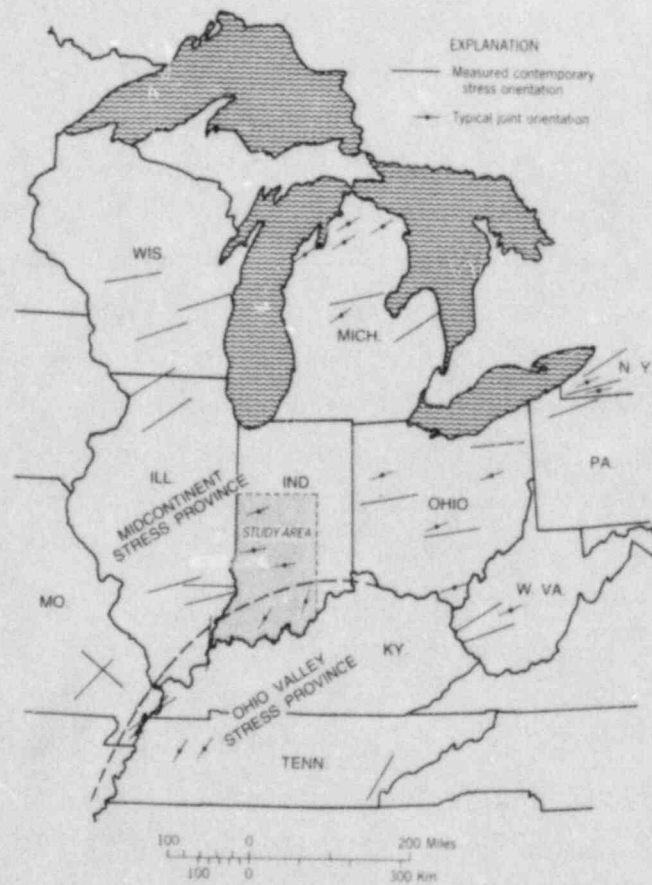 EXPLANATION
Measured contemporary
stress orientation
Typical joint orientation
WIS.
MICH.
N Y.
ILL.
IND
OHIO
PA.
MIDCONTINENT
STRESS PROVINCE
STUDY AREA
MO.
W. VA.
KY.
OHIO VALLEY
STRESS PROVINCE
TENN.
100 0 200 Miles
100 0 300 Km